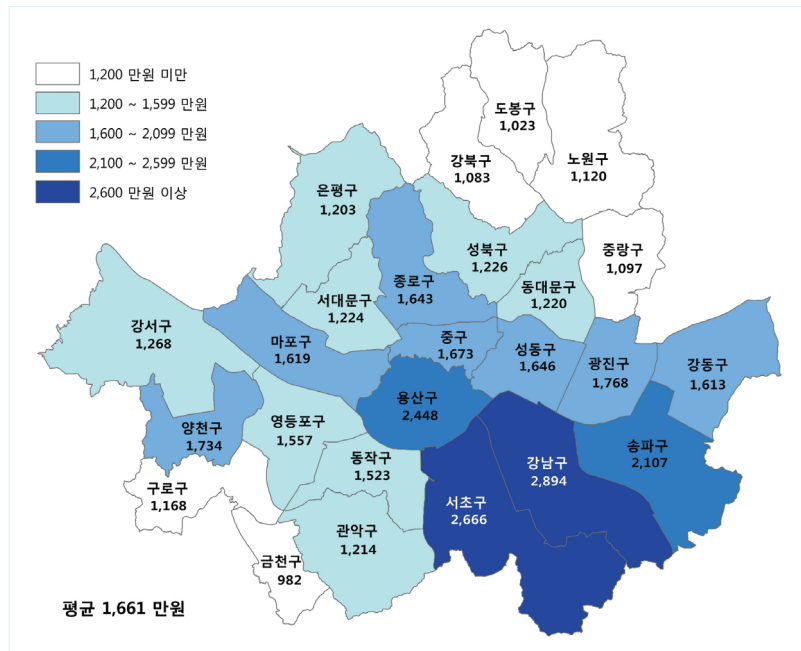 1,200 만원 미만
1,200 ~ 1,599 만원
1,600 ~ 2,099 만원
2,100 ~ 2,599 만원
2,600 만원 이상
도봉구
1,023
강북구
1,083
노원구
1,120
은평구
1,203
성북구
1,226
중랑구
1,097
종로구
1,643
동대문구
1,220
서대문구
1,224
강서구
1,268
마포구
1,619
중구
1,673
성동구
1,646
광진구
1,768
강동구
1,613
용산구
2,448
양천구
1,734
영등포구
1,557
송파구
2,107
동작구
1,523
강남구
2,894
구로구
1,168
서초구
2,666
관악구
1,214
금천구
982
평균 1,661 만원